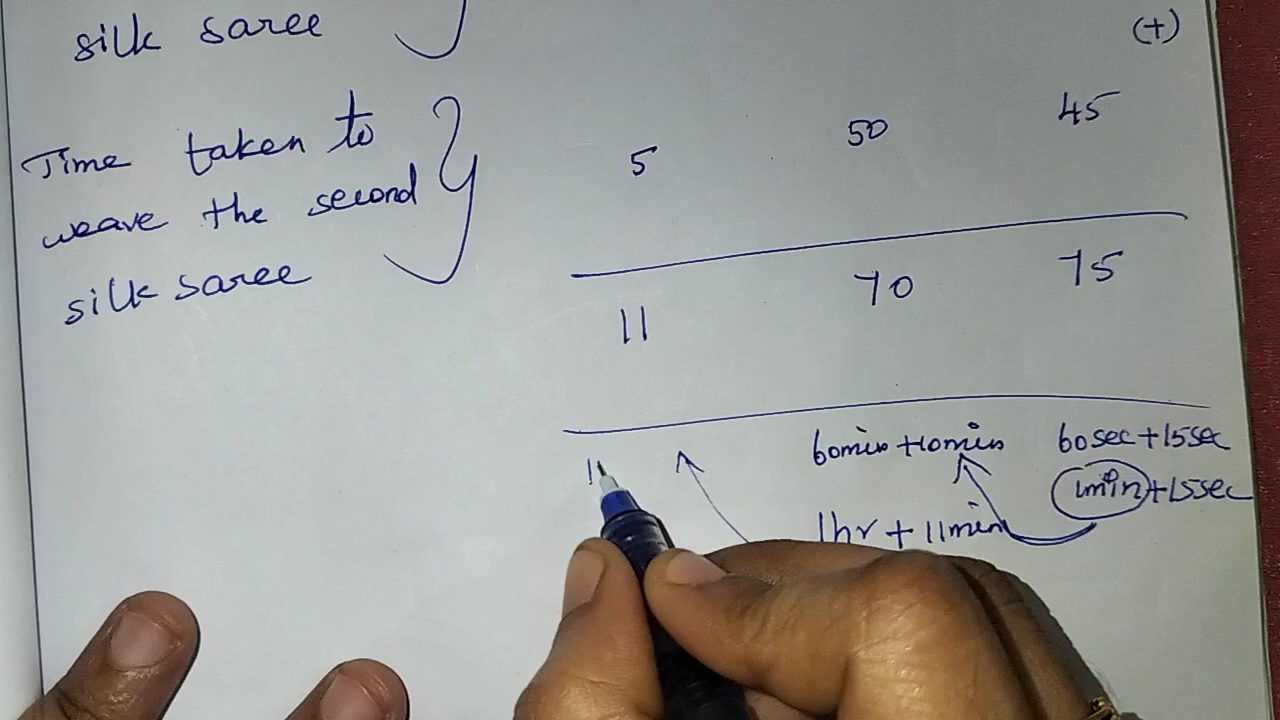 silk saree
(+)
Time taken to
weave the second
silk saree
5 50 45
11 70 75
60min+10min 60sec+15sec
1min+15sec
1hr + 11min